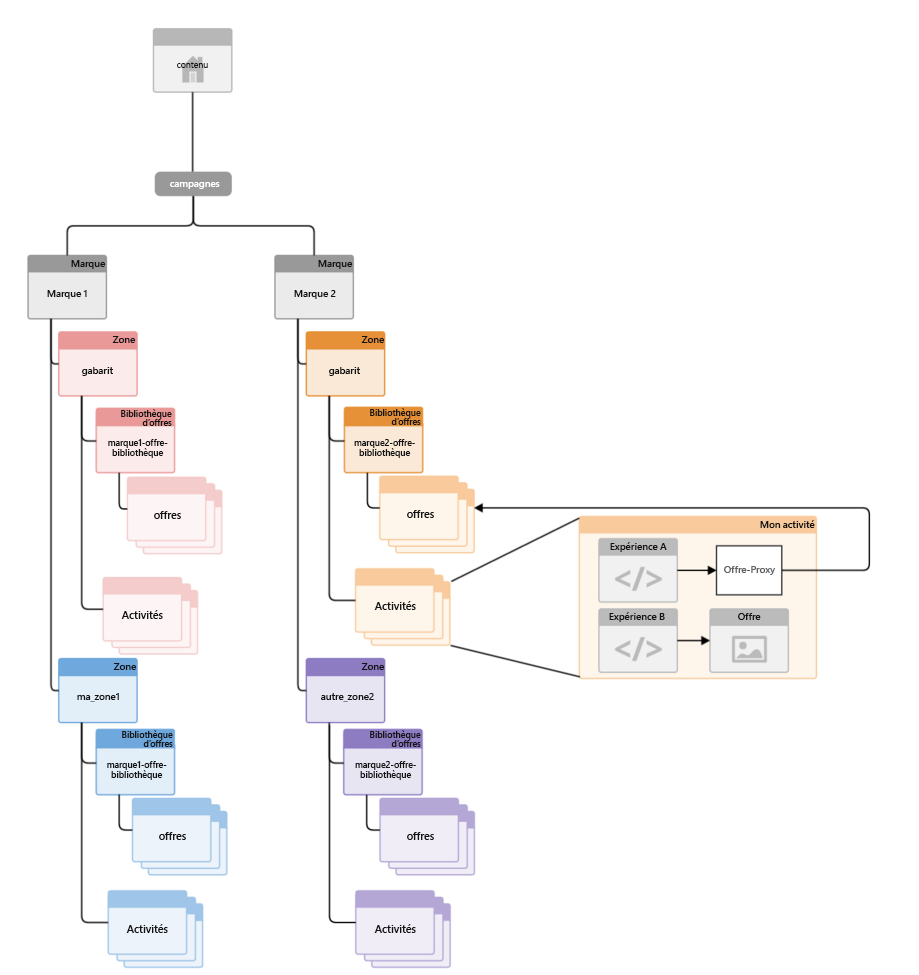 contenu
campagnes
Marque
Marque 1
Marque
Marque 2
Zone
gabarit
Bibliothèque
d'offres
marque1-offre-
bibliothèque
offres
Activités
Zone
ma_zone1
Bibliothèque
d'offres
marque1-offre-
bibliothèque
offres
Activités
Zone
gabarit
Bibliothèque
d'offres
marque2-offre-
bibliothèque
offres
Activités
Mon activité
Expérience A
</>
Offre-Proxy
Expérience B
</>
Offre
Zone
autre_zone2
Bibliothèque
d'offres
marque2-offre-
bibliothèque
offres
Activités